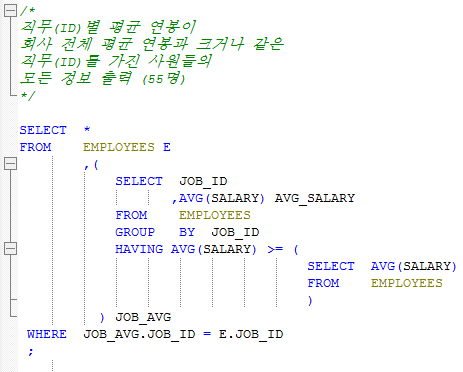 /*
직무(ID)별 평균 연봉이
회사 전체 평균 연봉과 크거나 같은
직무(ID)를 가진 사원들의
모든 정보 출력 (55명)
*/
SELECT *
FROM EMPLOYEES E
,(
SELECT JOB_ID
,AVG(SALARY) AVG_SALARY
FROM EMPLOYEES
GROUP BY JOB_ID
HAVING AVG(SALARY) >= (
SELECT AVG(SALARY)
FROM EMPLOYEES
)
) JOB_AVG
WHERE JOB_AVG.JOB_ID = E.JOB_ID
;